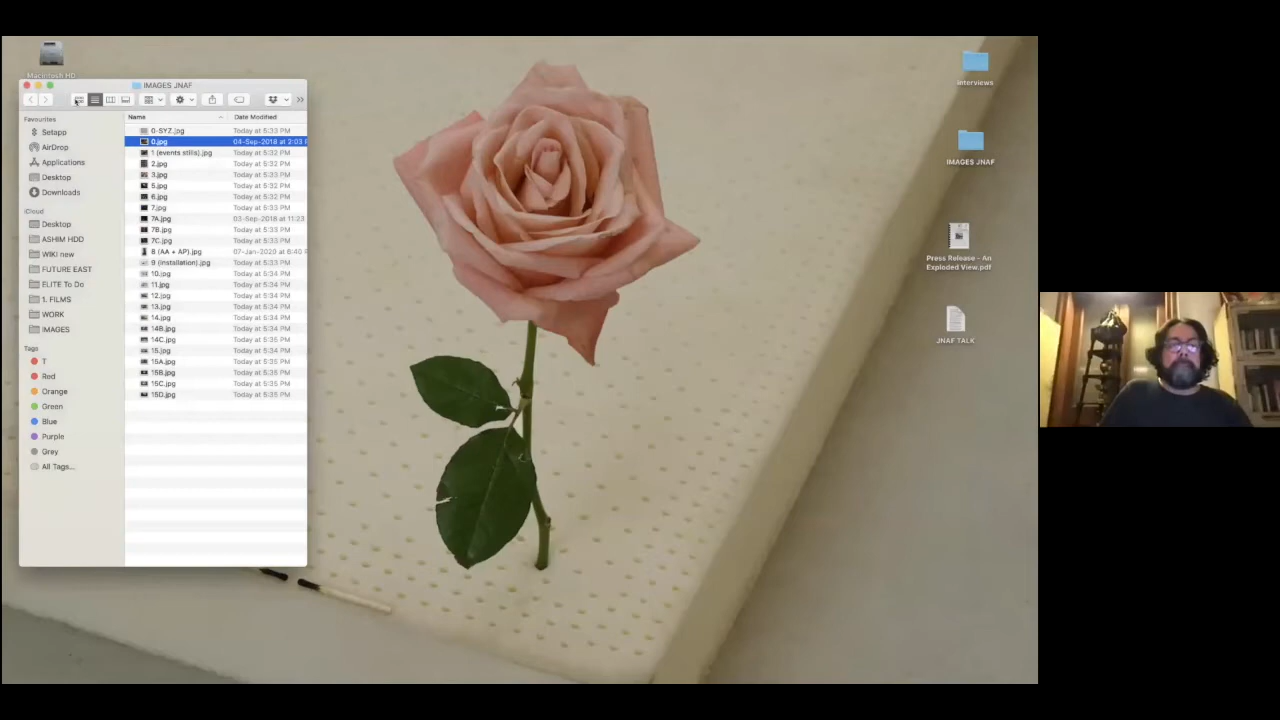 Macintosh HD
IMAGES JNAF
Favourites
Setapp
AirDrop
Applications
Desktop
Downloads
iCloud
Desktop
ASHIM HDD
WIKI new
FUTURE EAST
ELITE To Do
1. FILMS
WORK
IMAGES
Tags
T
Red
Orange
Green
Blue
Purple
Grey
All Tags...
Name Date Modified
0-SYZ.jpg Today at 5:33 PM
0.jpg 04-Sep-2018 at 2:03 P
1 (events stills).jpg Today at 5:32 PM
2.jpg Today at 5:32 PM
3.jpg Today at 5:32 PM
5.jpg Today at 5:32 PM
6.jpg Today at 5:32 PM
7.jpg Today at 5:33 PM
7A.jpg 03-Sep-2018 at 11:23
7B.jpg Today at 5:33 PM
7C.jpg Today at 5:33 PM
8 (AA + AP).jpg 07-Jan-2020 at 6:40 P
9 (installation).jpg Today at 5:33 PM
10.jpg Today at 5:34 PM
11.jpg Today at 5:34 PM
12.jpg Today at 5:34 PM
13.jpg Today at 5:34 PM
14.jpg Today at 5:34 PM
14B.jpg Today at 5:34 PM
14C.jpg Today at 5:35 PM
15.jpg Today at 5:34 PM
15A.jpg Today at 5:35 PM
15B.jpg Today at 5:35 PM
15C.jpg Today at 5:35 PM
15D.jpg Today at 5:35 PM
Interviews
IMAGES JNAF
Press Release - An
Exploded View.pdf
JNAF TALK